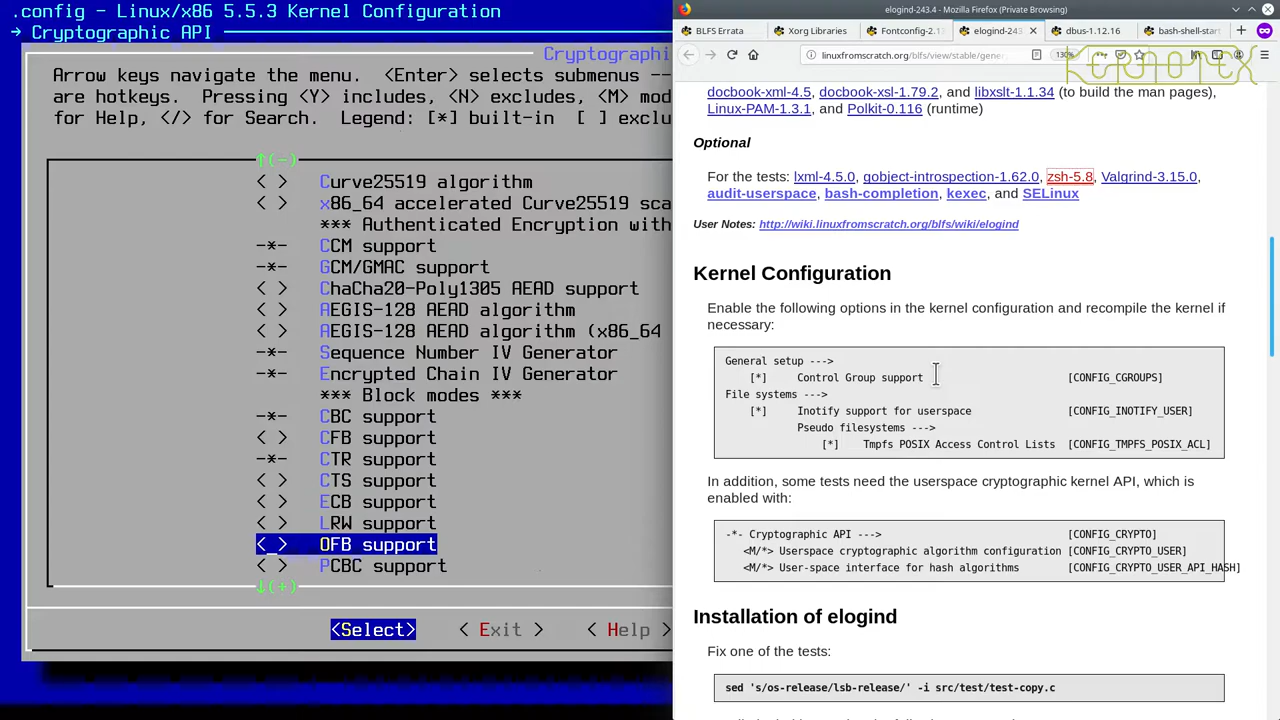 .config - Linux/x86 5.5.3 Kernel Configuration
→ Cryptographic API
Cryptographi
Arrow keys navigate the menu. <Enter> selects submenus --
are hotkeys. Pressing <Y> includes, <N> excludes, <M> mod
for Help, </> for Search. Legend: [*] built-in [ ] exclu
↑(-)
< > Curve25519 algorithm
< > x86_64 accelerated Curve25519 sca
*** Authenticated Encryption with
-*- CCM support
-*- GCM/GMAC support
< > ChaCha20-Poly1305 AEAD support
< > AEGIS-128 AEAD algorithm
< > AEGIS-128 AEAD algorithm (x86_64
-*- Sequence Number IV Generator
-*- Encrypted Chain IV Generator
*** Block modes ***
-*- CBC support
< > CFB support
-*- CTR support
< > CTS support
< > ECB support
< > LRW support
<_> OFB support
< > PCBC support
↓(+)
<Select> < Exit > < Help >
elogind-243.4 - Mozilla Firefox (Private Browsing)
BLFS Errata
Xorg Libraries
Fontconfig-2.1
elogind-243
dbus-1.12.16
bash-shell-start
linuxfromscratch.org/blfs/view/stable/gene
130%
KernoTex
docbook-xml-4.5, docbook-xsl-1.79.2, and libxslt-1.1.34 (to build the man pages),
Linux-PAM-1.3.1, and Polkit-0.116 (runtime)
Optional
For the tests: lxml-4.5.0, gobject-introspection-1.62.0, zsh-5.8, Valgrind-3.15.0,
audit-userspace, bash-completion, kexec, and SELinux
User Notes: http://wiki.linuxfromscratch.org/blfs/wiki/elogind
Kernel Configuration
Enable the following options in the kernel configuration and recompile the kernel if
necessary:
General setup --->
[*] Control Group support [CONFIG_CGROUPS]
File systems --->
[*] Inotify support for userspace [CONFIG_INOTIFY_USER]
Pseudo filesystems --->
[*] Tmpfs POSIX Access Control Lists [CONFIG_TMPFS_POSIX_ACL]
In addition, some tests need the userspace cryptographic kernel API, which is
enabled with:
-*- Cryptographic API ---> [CONFIG_CRYPTO]
<M/*> Userspace cryptographic algorithm configuration [CONFIG_CRYPTO_USER]
<M/*> User-space interface for hash algorithms [CONFIG_CRYPTO_USER_API_HASH]
Installation of elogind
Fix one of the tests:
sed 's/os-release/lsb-release/' -i src/test/test-copy.c